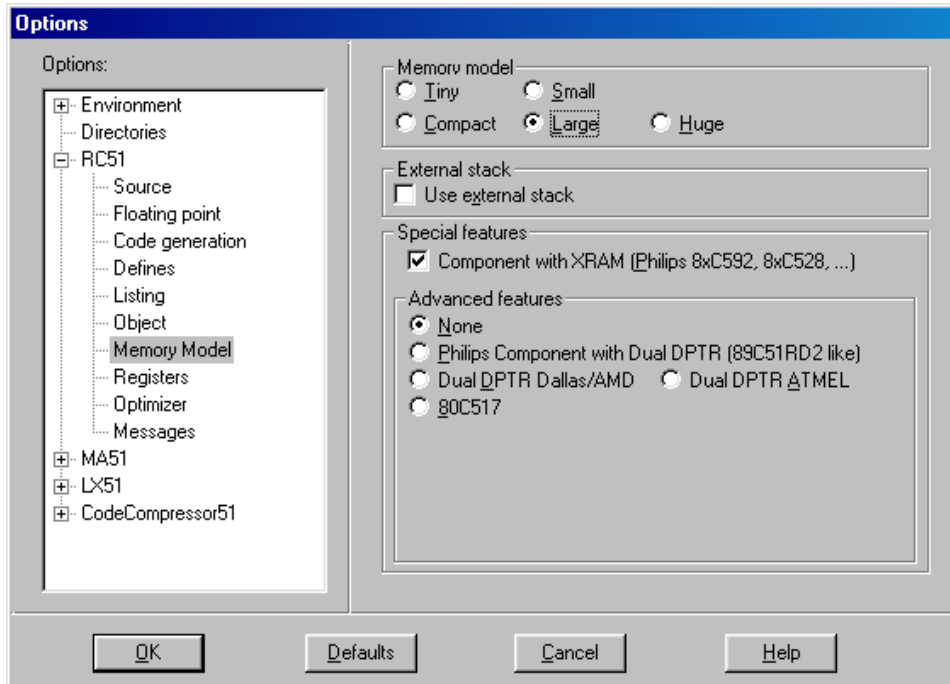 Options
Options:
Environment
Directories
RC51
Source
Floating point
Code generation
Defines
Listing
Object
Memory Model
Registers
Optimizer
Messages
MA51
LX51
CodeCompressor51
Memory model
Tiny Small
Compact Large Huge
External stack
Use external stack
Special features
Component with XRAM (Philips 8xC592, 8xC528, ...)
Advanced features
None
Philips Component with Dual DPTR (89C51RD2 like)
Dual DPTR Dallas/AMD Dual DPTR ATMEL
80C517
OK Defaults Cancel Help